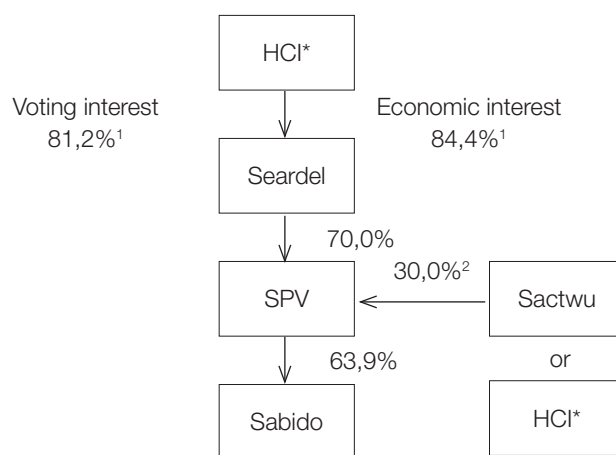 HCI*
Voting interest
81,2%¹
Economic interest
84,4%¹
Seardel
70,0%
30,0%²
SPV
Sactwu
63,9%
or
Sabido
HCI*